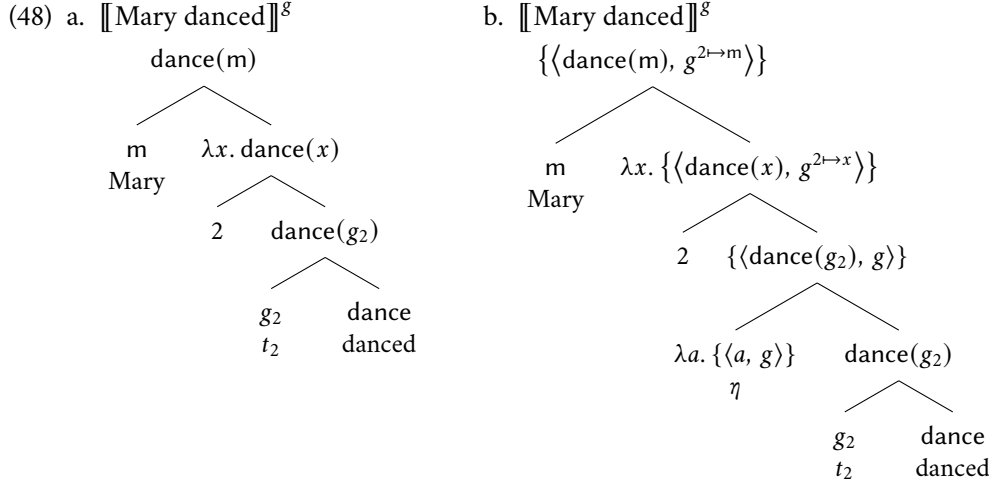 (48) a. ⟦Mary danced⟧^g b. ⟦Mary danced⟧^g
dance(m) {⟨dance(m), g^{2↦m}⟩}
m λx. dance(x) m λx. {⟨dance(x), g^{2↦x}⟩}
Mary Mary
2 dance(g₂) 2 {⟨dance(g₂), g⟩}
g₂ dance λa. {⟨a, g⟩} dance(g₂)
t₂ danced η
g₂ dance
t₂ danced